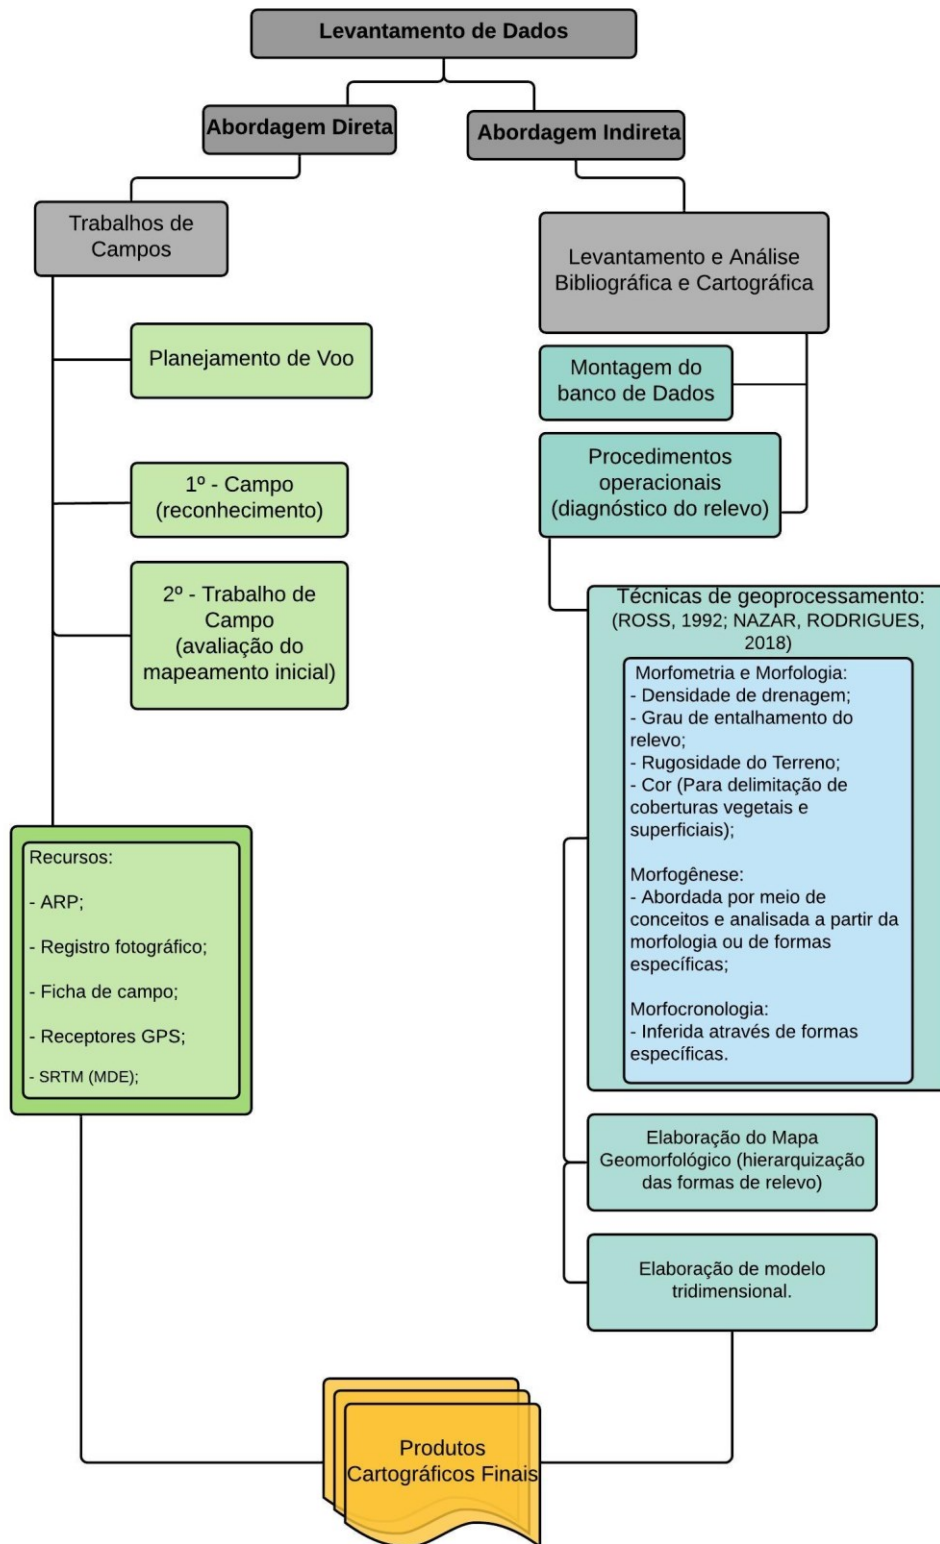 Levantamento de Dados
Abordagem Direta
Abordagem Indireta
Trabalhos de
Campos
Planejamento de Voo
1º - Campo
(reconhecimento)
2º - Trabalho de
Campo
(avaliação do
mapeamento inicial)
Recursos:
- ARP;
- Registro fotográfico;
- Ficha de campo;
- Receptores GPS;
- SRTM (MDE);
Levantamento e Análise
Bibliográfica e Cartográfica
Montagem do
banco de Dados
Procedimentos
operacionais
(diagnóstico do relevo)
Técnicas de geoprocessamento:
(ROSS, 1992; NAZAR, RODRIGUES,
2018)
Morfometria e Morfologia:
- Densidade de drenagem;
- Grau de entalhamento do
relevo;
- Rugosidade do Terreno;
- Cor (Para delimitação de
coberturas vegetais e
superficiais);
Morfogênese:
- Abordada por meio de
conceitos e analisada a partir da
morfologia ou de formas
específicas;
Morfocronologia:
- Inferida através de formas
específicas.
Elaboração do Mapa
Geomorfológico (hierarquização
das formas de relevo)
Elaboração de modelo
tridimensional.
Produtos
Cartográficos Finais